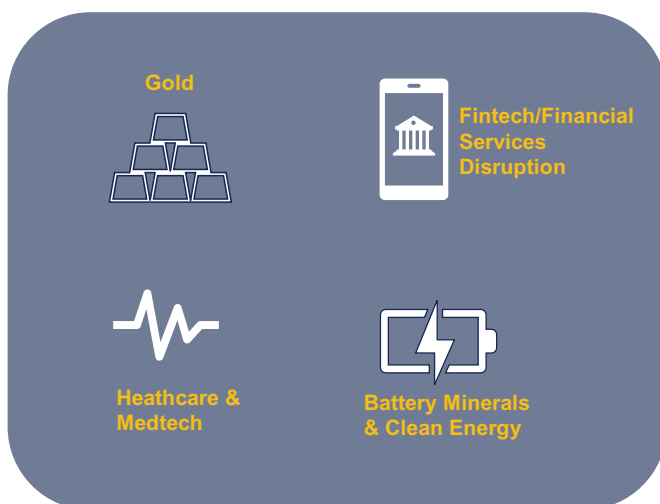 Gold
Fintech/Financial
Services
Disruption
Heathcare &
Medtech
Battery Minerals
& Clean Energy